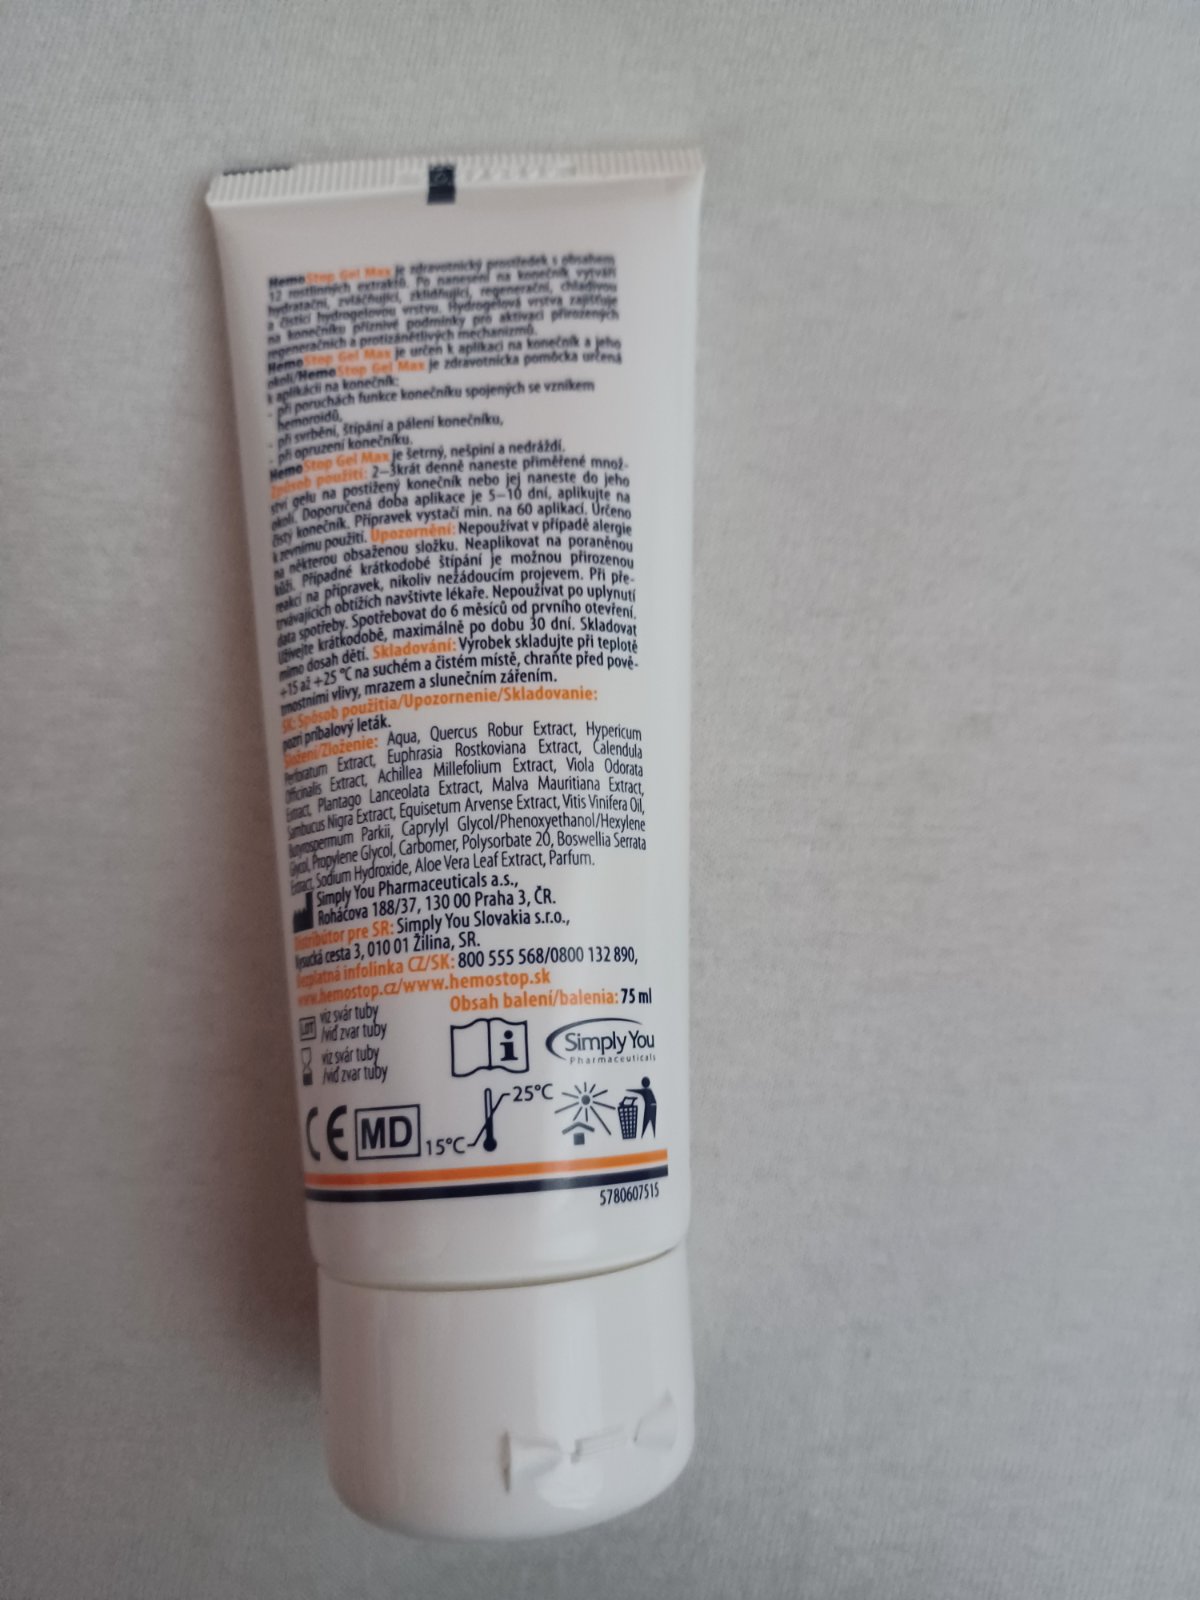 HemoStop Gel Max je zdravotnický prostředek s obsahem
12 rostlinných extraktů. Po nanesení na konečník vytváří
hydratační, zvláčňující, zklidňující, regenerační, chladivou
a čisticí hydrogelovou vrstvu. Hydrogelová vrstva zajišťuje
na konečníku příznivé podmínky pro aktivaci přirozených
regeneračních a protizánětlivých mechanizmů.
HemoStop Gel Max je určen k aplikaci na konečník a jeho
okolí/HemoStop Gel Max je zdravotnícka pomôcka určená
k aplikácii na konečník:
- při poruchách funkce konečníku spojených se vznikem
hemoroidů,
- při svrbění, štípání a pálení konečníku,
- při opruzení konečníku.
HemoStop Gel Max je šetrný, nešpiní a nedráždí.
Způsob použití: 2–3krát denně naneste přiměřené množ-
ství gelu na postižený konečník nebo jej naneste do jeho
okolí. Doporučená doba aplikace je 5–10 dní, aplikujte na
čistý konečník. Přípravek vystačí min. na 60 aplikací. Určeno
k zevnímu použití. Upozornění: Nepoužívat v případě alergie
na některou obsaženou složku. Neaplikovat na poraněnou
kůži. Případné krátkodobé štípání je možnou přirozenou
reakcí na přípravek, nikoliv nežádoucím projevem. Při pře-
trvávajících obtížích navštivte lékaře. Nepoužívat po uplynutí
data spotřeby. Spotřebovat do 6 měsíců od prvního otevření.
Užívejte krátkodobě, maximálně po dobu 30 dní. Skladovat
mimo dosah dětí. Skladování: Výrobek skladujte při teplotě
+15 až +25 °C na suchém a čistém místě, chraňte před pově-
trnostními vlivy, mrazem a slunečním zářením.
SK: Spôsob použitia/Upozornenie/Skladovanie:
pozri príbalový leták.
Složení/Zloženie: Aqua, Quercus Robur Extract, Hypericum
Perforatum Extract, Euphrasia Rostkoviana Extract, Calendula
Officinalis Extract, Achillea Millefolium Extract, Viola Odorata
Extract, Plantago Lanceolata Extract, Malva Mauritiana Extract,
Sambucus Nigra Extract, Equisetum Arvense Extract, Vitis Vinifera Oil,
Butyrospermum Parkii, Caprylyl Glycol/Phenoxyethanol/Hexylene
Glycol, Propylene Glycol, Carbomer, Polysorbate 20, Boswellia Serrata
Extract, Sodium Hydroxide, Aloe Vera Leaf Extract, Parfum.
Simply You Pharmaceuticals a.s.,
Roháčova 188/37, 130 00 Praha 3, ČR.
Distribútor pre SR: Simply You Slovakia s.r.o.,
Vysucká cesta 3, 010 01 Žilina, SR.
Bezplatná infolinka CZ/SK: 800 555 568/0800 132 890,
www.hemostop.cz/www.hemostop.sk
Obsah balení/balenia: 75 ml
LOT viz svár tuby
/viď zvar tuby
viz svár tuby
/viď zvar tuby
i
Simply You
Pharmaceuticals
CE MD 15°C 25°C
5780607515